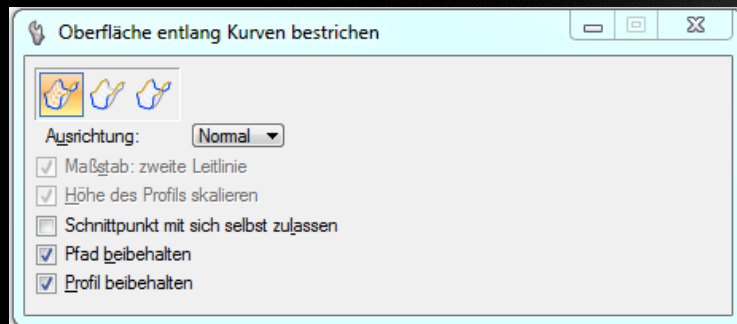 Oberfläche entlang Kurven bestrichen
Ausrichtung: Normal
Maßstab: zweite Leitlinie
Höhe des Profils skalieren
Schnittpunkt mit sich selbst zulassen
Pfad beibehalten
Profil beibehalten